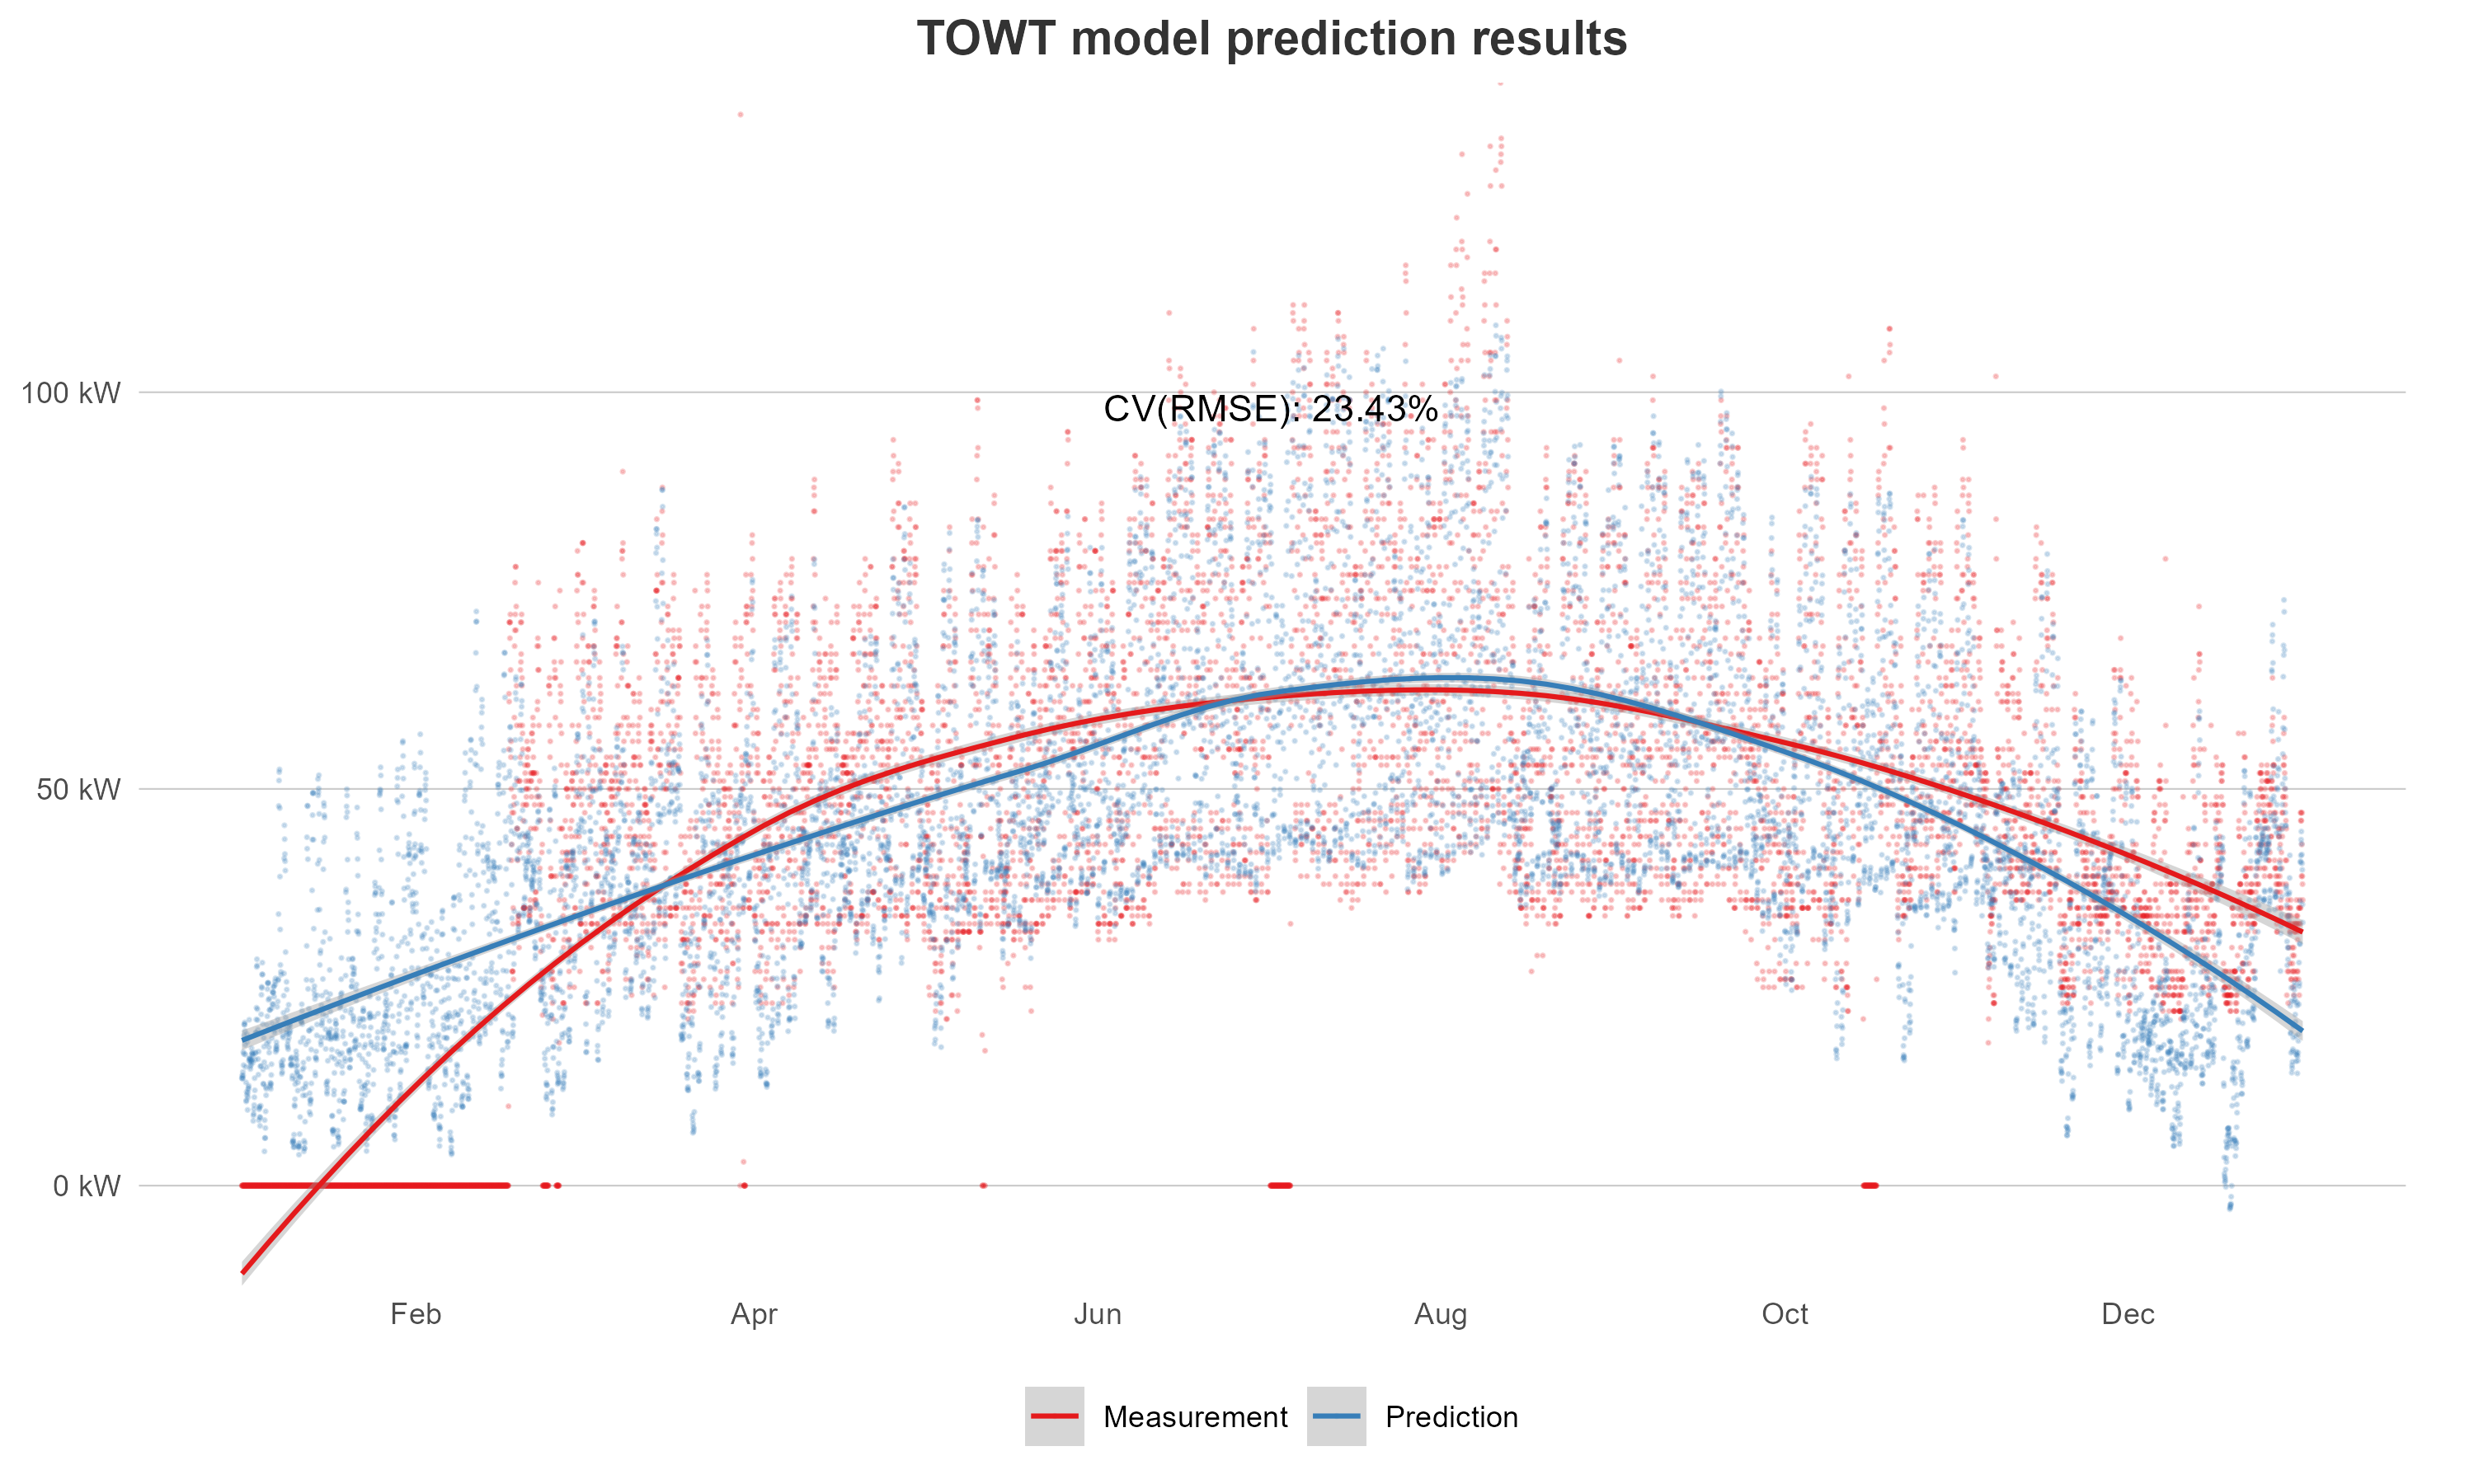 TOWT model prediction results
100 kW
CV(RMSE): 23.43%
50 kW
0 kW
Feb Apr Jun Aug Oct Dec
Measurement Prediction